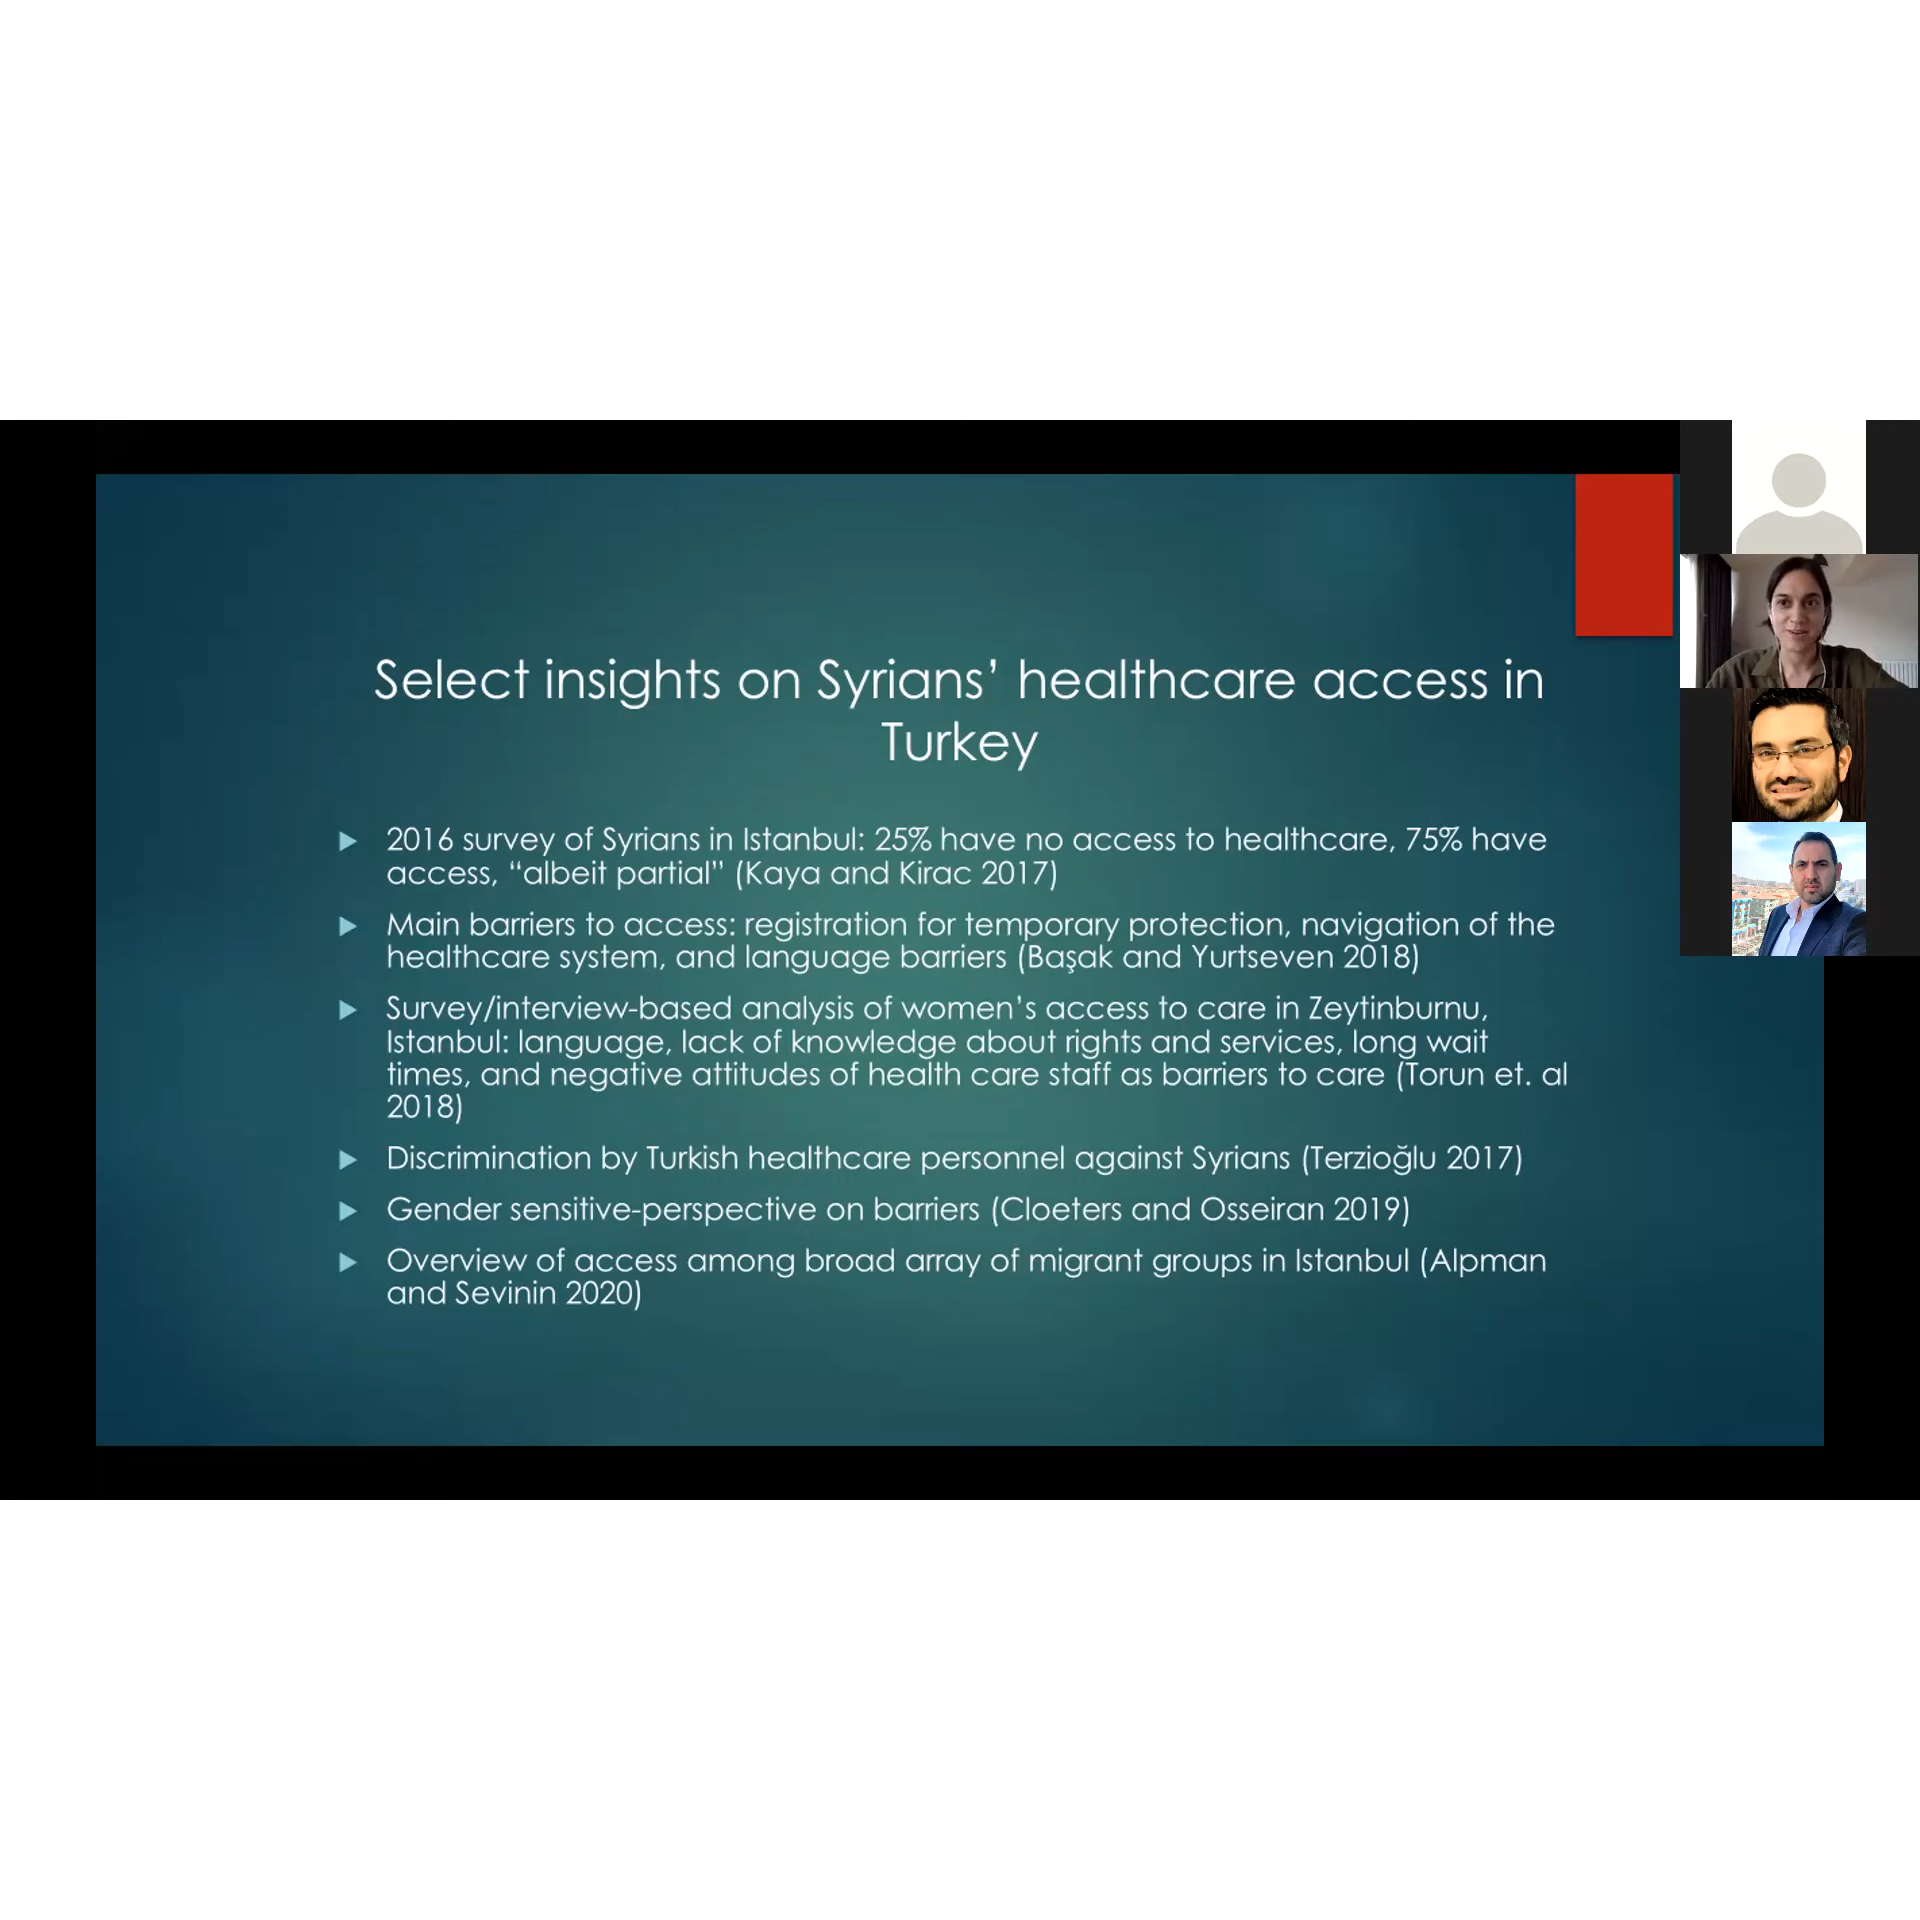 Select insights on Syrians’ healthcare access in
Turkey
2016 survey of Syrians in Istanbul: 25% have no access to healthcare, 75% have
access, “albeit partial” (Kaya and Kirac 2017)
Main barriers to access: registration for temporary protection, navigation of the
healthcare system, and language barriers (Başak and Yurtseven 2018)
Survey/interview-based analysis of women’s access to care in Zeytinburnu,
Istanbul: language, lack of knowledge about rights and services, long wait
times, and negative attitudes of health care staff as barriers to care (Torun et. al
2018)
Discrimination by Turkish healthcare personnel against Syrians (Terzioğlu 2017)
Gender sensitive-perspective on barriers (Cloeters and Osseiran 2019)
Overview of access among broad array of migrant groups in Istanbul (Alpman
and Sevinin 2020)